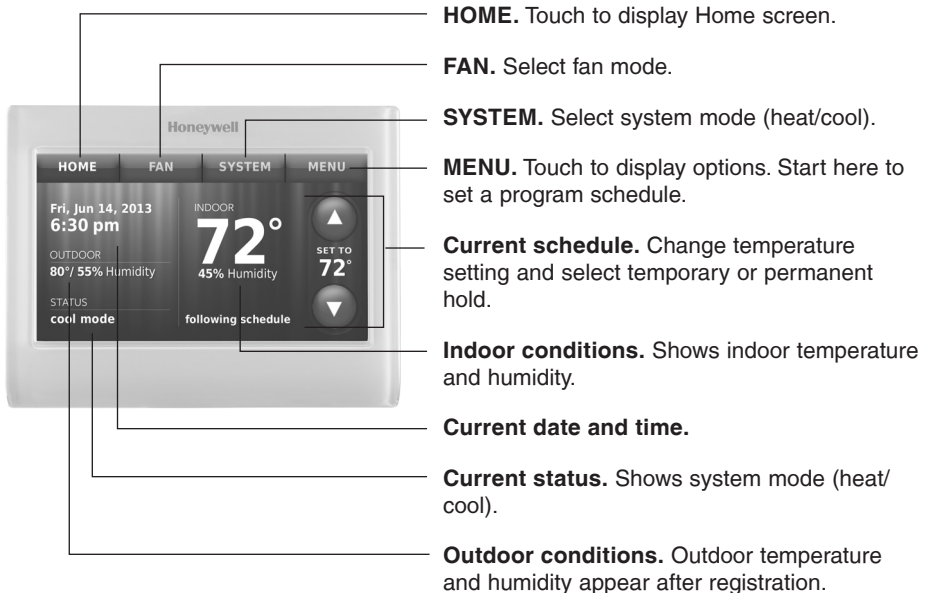 HOME. Touch to display Home screen.
FAN. Select fan mode.
SYSTEM. Select system mode (heat/cool).
MENU. Touch to display options. Start here to
set a program schedule.
Current schedule. Change temperature
setting and select temporary or permanent
hold.
Indoor conditions. Shows indoor temperature
and humidity.
Current date and time.
Current status. Shows system mode (heat/
cool).
Outdoor conditions. Outdoor temperature
and humidity appear after registration.
Honeywell
HOME FAN SYSTEM MENU
Fri, Jun 14, 2013
6:30 pm
OUTDOOR
80°/ 55% Humidity
STATUS
cool mode
INDOOR
72°
45% Humidity
following schedule
SET TO
72°